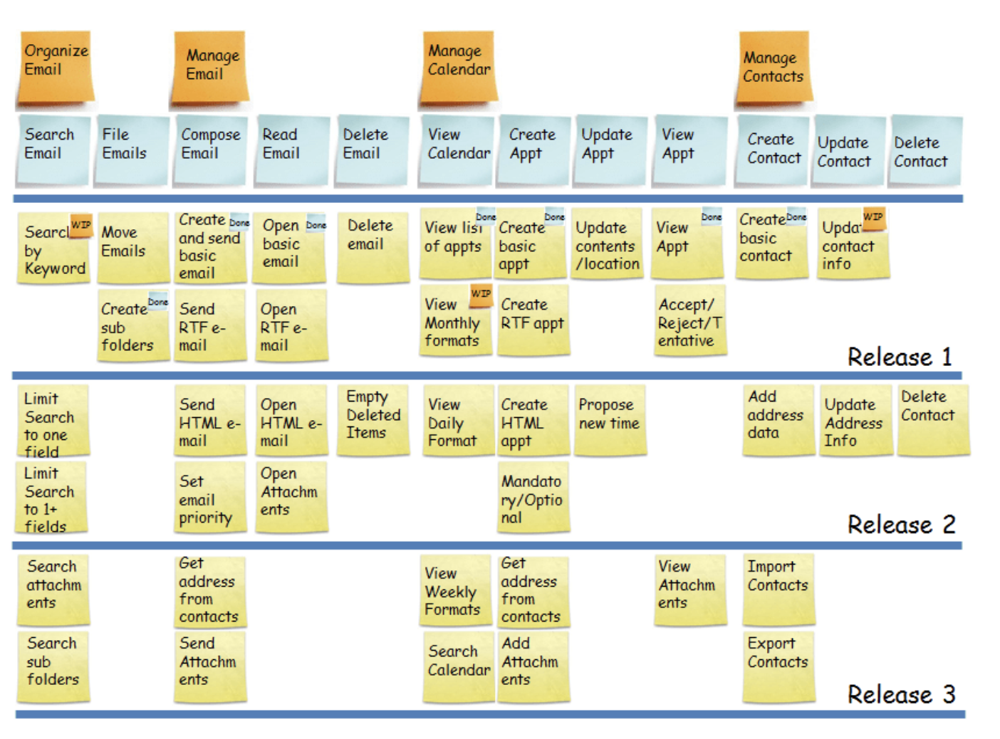 Organize
Email
Manage
Email
Manage
Calendar
Manage
Contacts
Search
Email
File
Emails
Compose
Email
Read
Email
Delete
Email
View
Calendar
Create
Appt
Update
Appt
View
Appt
Create
Contact
Update
Contact
Delete
Contact
Search
by
Keyword
WIP
Move
Emails
Create
and send
basic
email
Done
Open
basic
email
Done
Delete
email
View list
of appts
Done
Create
basic
appt
Done
Update
contents
/location
View
Appt
Done
Create
basic
contact
Done
Updat
contact
info
WIP
Create
sub
folders
Done
Send
RTF e-
mail
Open
RTF e-
mail
View
Monthly
formats
WIP
Create
RTF appt
Accept/
Reject/T
entative
Release 1
Limit
Search
to one
field
Send
HTML e-
mail
Open
HTML e-
mail
Empty
Deleted
Items
View
Daily
Format
Create
HTML
appt
Propose
new time
Add
address
data
Update
Address
Info
Delete
Contact
Limit
Search
to 1+
fields
Set
email
priority
Open
Attachm
ents
Mandato
ry/Optio
nal
Release 2
Search
attachm
ents
Get
address
from
contacts
View
Weekly
Formats
Get
address
from
contacts
View
Attachm
ents
Import
Contacts
Search
sub
folders
Send
Attachm
ents
Search
Calendar
Add
Attachm
ents
Export
Contacts
Release 3